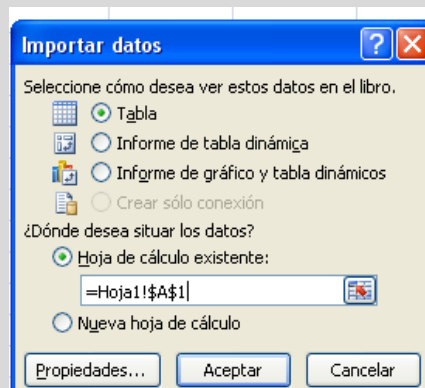 Importar datos
Seleccione cómo desea ver estos datos en el libro.
Tabla
Informe de tabla dinámica
Informe de gráfico y tabla dinámicos
Crear sólo conexión
¿Dónde desea situar los datos?
Hoja de cálculo existente:
=Hoja1!$A$1
Nueva hoja de cálculo
Propiedades... Aceptar Cancelar